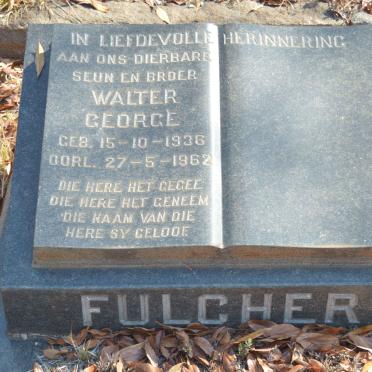 IN LIEFDEVOLLE HERINNERING
AAN ONS DIERBARE
SEUN EN BROER
WALTER
GEORGE
GEB. 15-10-1936
OORL. 27-5-1962
DIE HERE HET GEGEE
DIE HERE HET GENEEM
DIE NAAM VAN DIE
HERE SY GELOOF
FULCHER